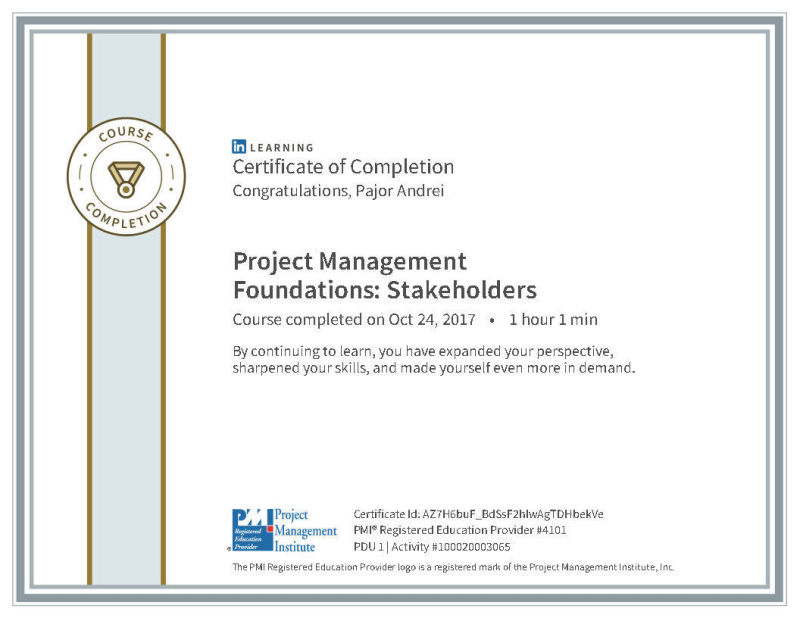 COURSE
COMPLETION
in LEARNING
Certificate of Completion
Congratulations, Pajor Andrei
Project Management
Foundations: Stakeholders
Course completed on Oct 24, 2017 • 1 hour 1 min
By continuing to learn, you have expanded your perspective,
sharpened your skills, and made yourself even more in demand.
PMI
Registered
Education
Provider
®
Project
Management
Institute
Certificate Id: AZ7H6buF_BdSsF2hlwAgTDHbekVe
PMI® Registered Education Provider #4101
PDU 1 | Activity #100020003065
The PMI Registered Education Provider logo is a registered mark of the Project Management Institute, Inc.